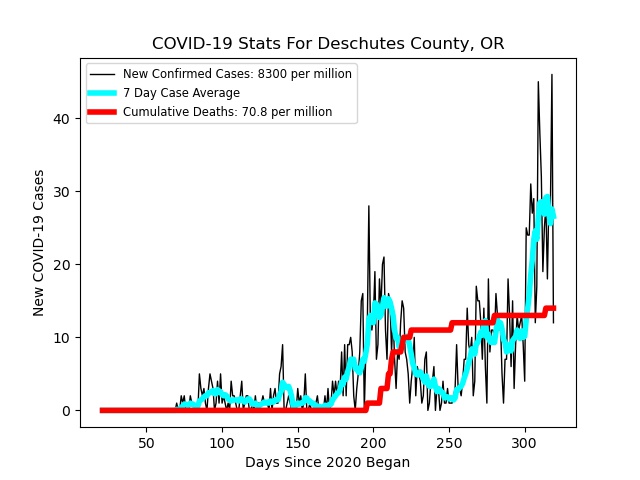 COVID-19 Stats For Deschutes County, OR
New Confirmed Cases: 8300 per million
7 Day Case Average
Cumulative Deaths: 70.8 per million
New COVID-19 Cases
40
30
20
10
0
50 100 150 200 250 300
Days Since 2020 Began